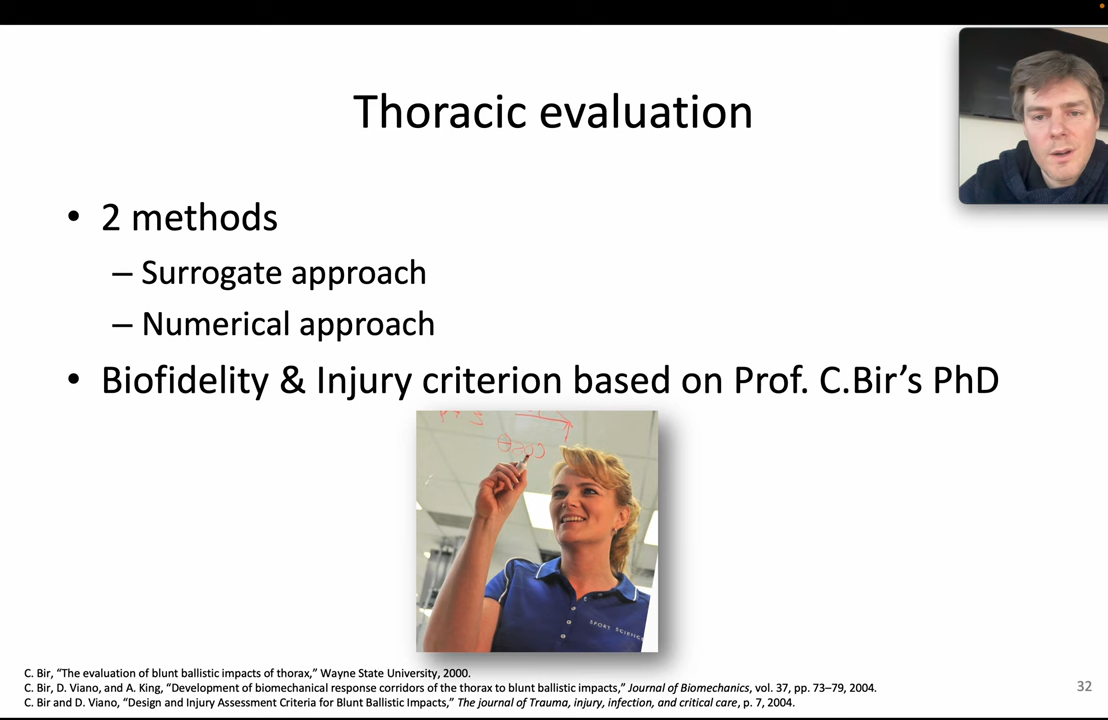 Thoracic evaluation
• 2 methods
– Surrogate approach
– Numerical approach
• Biofidelity & Injury criterion based on Prof. C.Bir’s PhD
SPORT SCIENCE
C. Bir, “The evaluation of blunt ballistic impacts of thorax,” Wayne State University, 2000.
C. Bir, D. Viano, and A. King, “Development of biomechanical response corridors of the thorax to blunt ballistic impacts,” Journal of Biomechanics, vol. 37, pp. 73–79, 2004.
C. Bir and D. Viano, “Design and Injury Assessment Criteria for Blunt Ballistic Impacts,” The journal of Trauma, injury, infection, and critical care, p. 7, 2004.
32